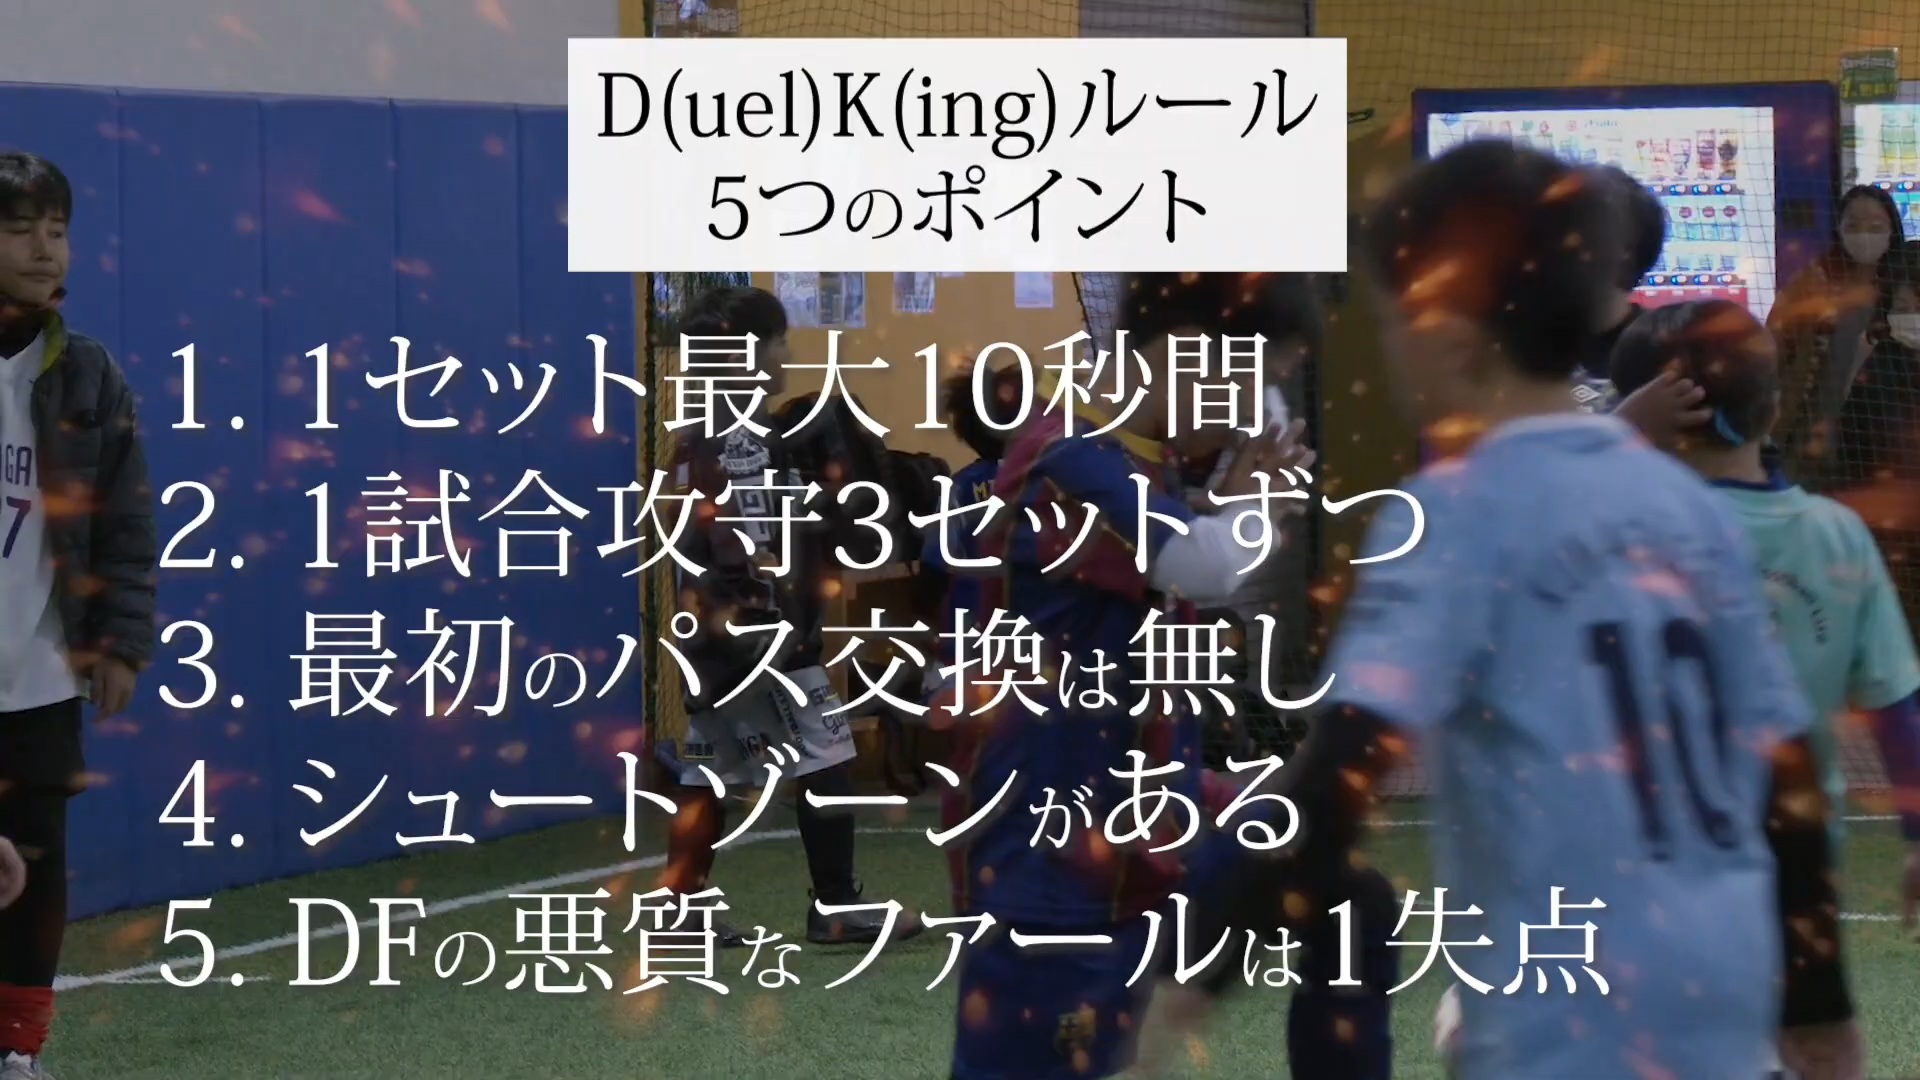 D(uel)K(ing)ルール
5つのポイント
1. 1セット最大10秒間
2. 1試合攻守3セットずつ
3. 最初のパス交換は無し
4. シュートゾーンがある
5. DFの悪質なファールは1失点
10